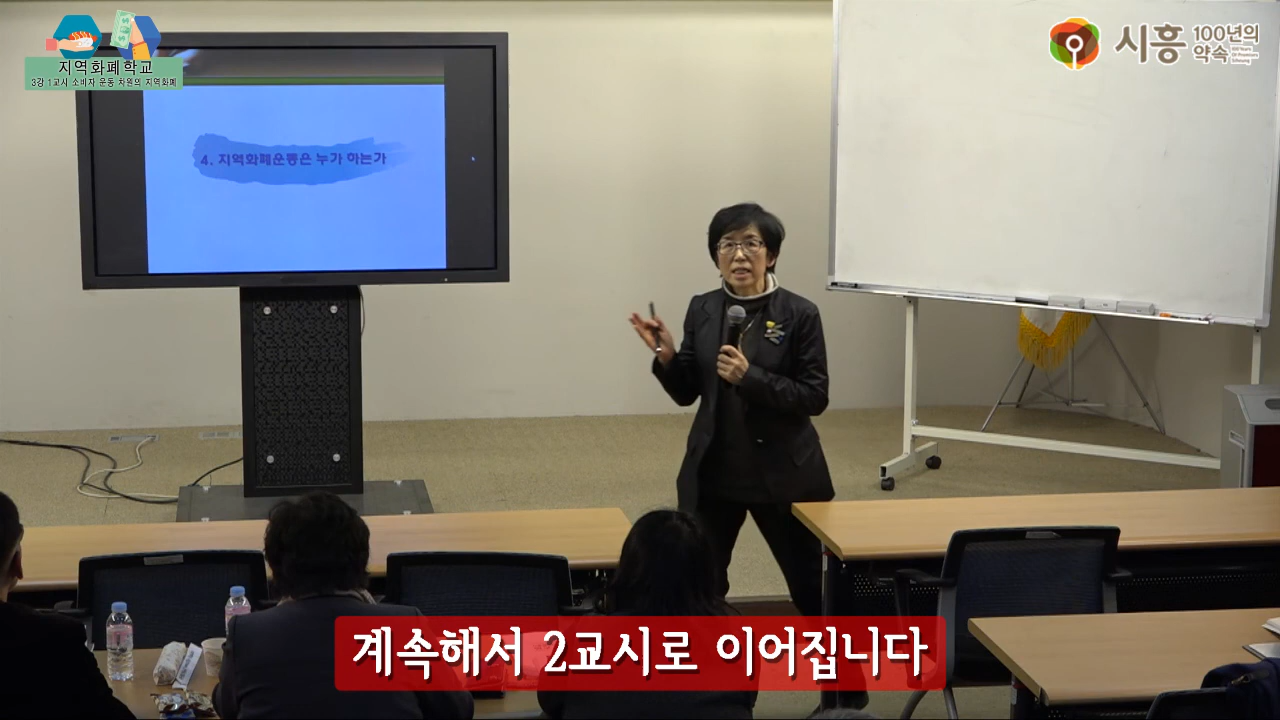 지역화폐학교
3강 1교시 소비자 운동 차원의 지역화폐
시흥
100년의
약속
4. 지역화폐운동은 누가 하는가
계속해서 2교시로 이어집니다